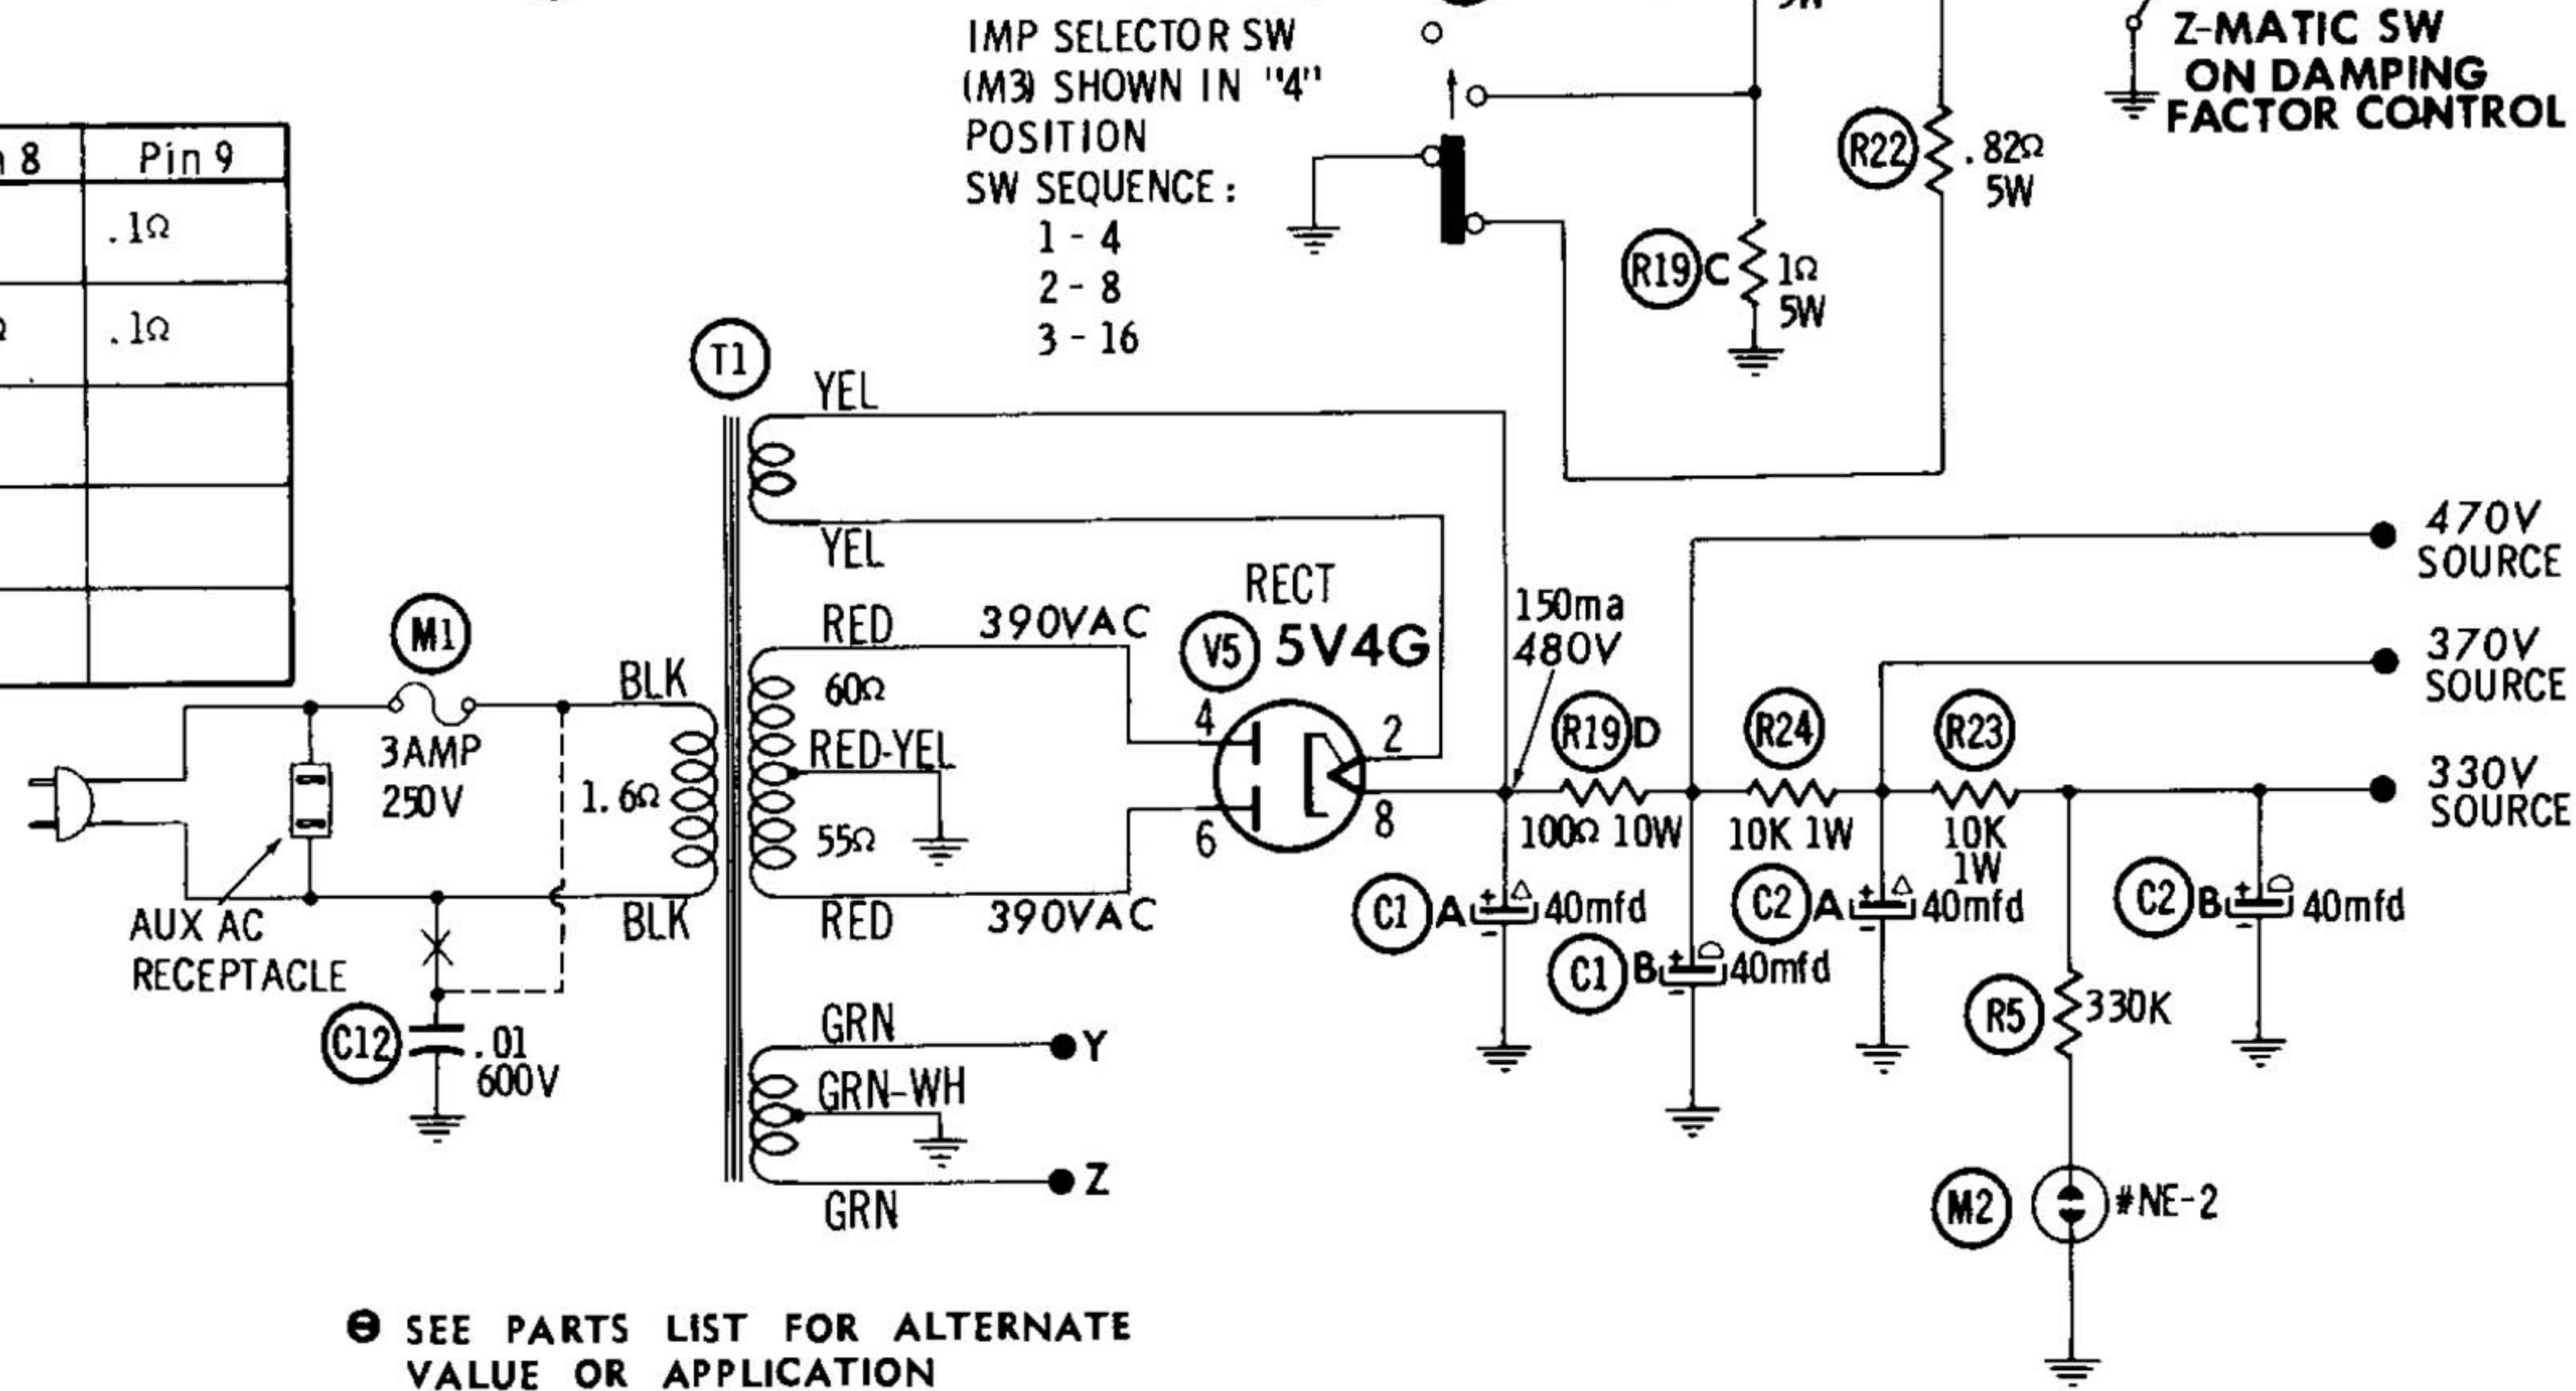 IMP SELECTOR SW
(M3) SHOWN IN "4"
POSITION
SW SEQUENCE:
1 - 4
2 - 8
3 - 16
Z-MATIC SW
ON DAMPING
FACTOR CONTROL
8
Pin 9
.1Ω
.1Ω
R22
.82Ω
5W
R19 C
1Ω
5W
T1
YEL
YEL
RED
390VAC
60Ω
RED-YEL
55Ω
RED
390VAC
RECT
V5 5V4G
4
6
2
8
150ma
480V
M1
3AMP
250V
BLK
1.6Ω
BLK
AUX AC
RECEPTACLE
C12
.01
600V
GRN
Y
GRN-WH
Z
GRN
R19 D
100Ω 10W
R24
10K 1W
R23
10K
1W
470V
SOURCE
370V
SOURCE
330V
SOURCE
C1 A
40mfd
C1 B
40mfd
C2 A
40mfd
C2 B
40mfd
R5
330K
M2
#NE-2
SEE PARTS LIST FOR ALTERNATE
VALUE OR APPLICATION